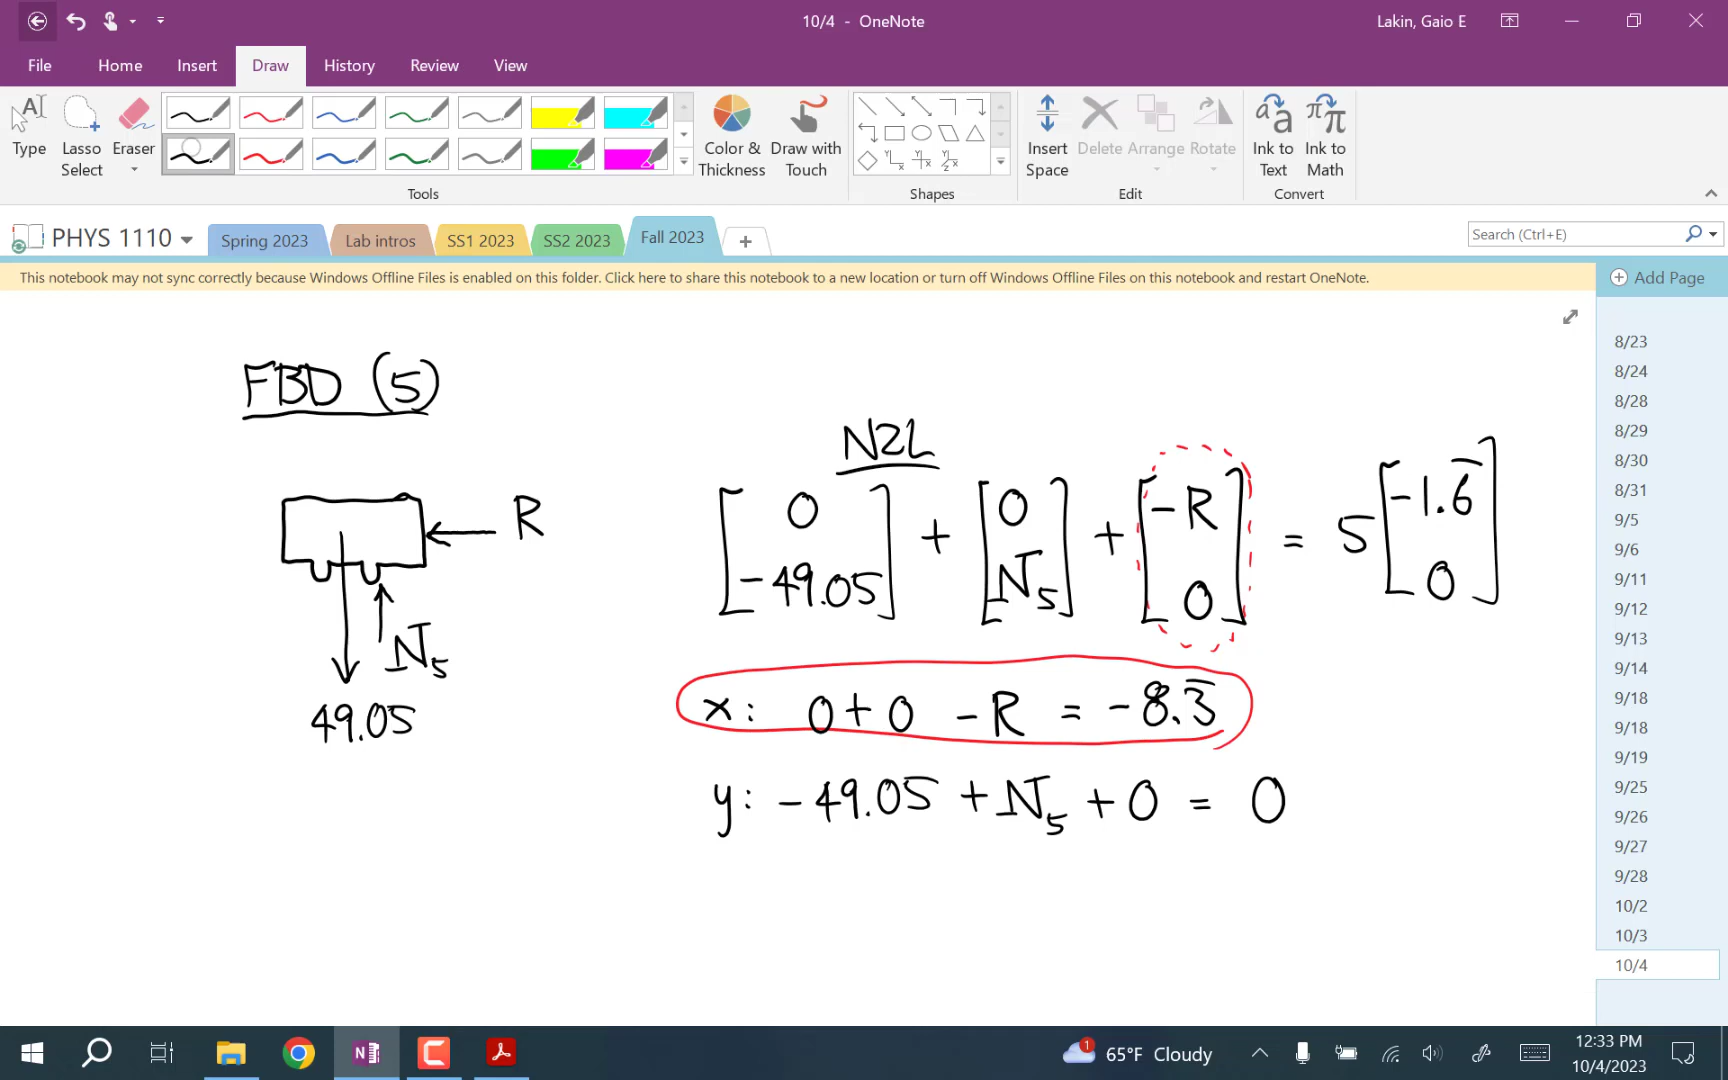 10/4 - OneNote
Lakin, Gaio E
File Home Insert Draw History Review View
Type
Lasso Select
Eraser
Color & Thickness
Draw with Touch
Insert Space
Delete
Arrange
Rotate
Ink to Text
Ink to Math
Tools
Shapes
Edit
Convert
PHYS 1110
Spring 2023
Lab intros
SS1 2023
SS2 2023
Fall 2023
Search (Ctrl+E)
This notebook may not sync correctly because Windows Offline Files is enabled on this folder. Click here to share this notebook to a new location or turn off Windows Offline Files on this notebook and restart OneNote.
Add Page
8/23
8/24
8/28
8/29
8/30
8/31
9/5
9/6
9/11
9/12
9/13
9/14
9/18
9/18
9/19
9/25
9/26
9/27
9/28
10/2
10/3
10/4
FBD (5)
R
N₅
49.05
N2L
[0, -49.05] + [0, N₅] + [-R, 0] = 5 [-1.6̅, 0]
x: 0 + 0 - R = -8.3̅
y: -49.05 + N₅ + 0 = 0
1
65°F Cloudy
12:33 PM
10/4/2023